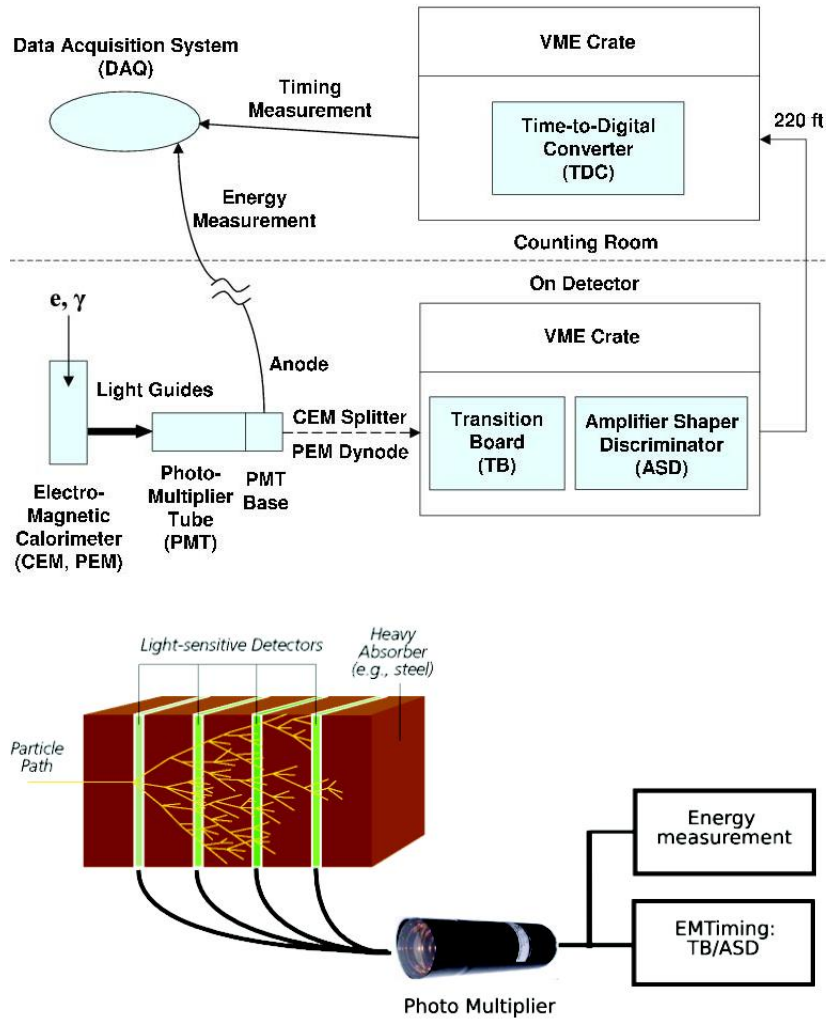 Data Acquisition System
(DAQ)
Timing
Measurement
VME Crate
Time-to-Digital
Converter
(TDC)
220 ft
Energy
Measurement
Counting Room
On Detector
e, γ
VME Crate
Anode
Light Guides
CEM Splitter
PEM Dynode
Transition
Board
(TB)
Amplifier Shaper
Discriminator
(ASD)
Electro-
Magnetic
Calorimeter
(CEM, PEM)
Photo-
Multiplier
Tube
(PMT)
PMT
Base
Light-sensitive Detectors
Heavy
Absorber
(e.g., steel)
Particle
Path
Energy
measurement
EMTiming:
TB/ASD
Photo Multiplier